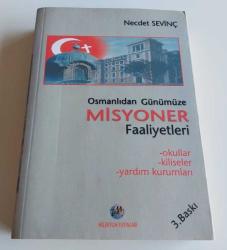 Necdet SEVİNÇ
Osmanlıdan Günümüze
MİSYONER
Faaliyetleri
-okullar
-kiliseler
-yardım kurumları
3.Baskı